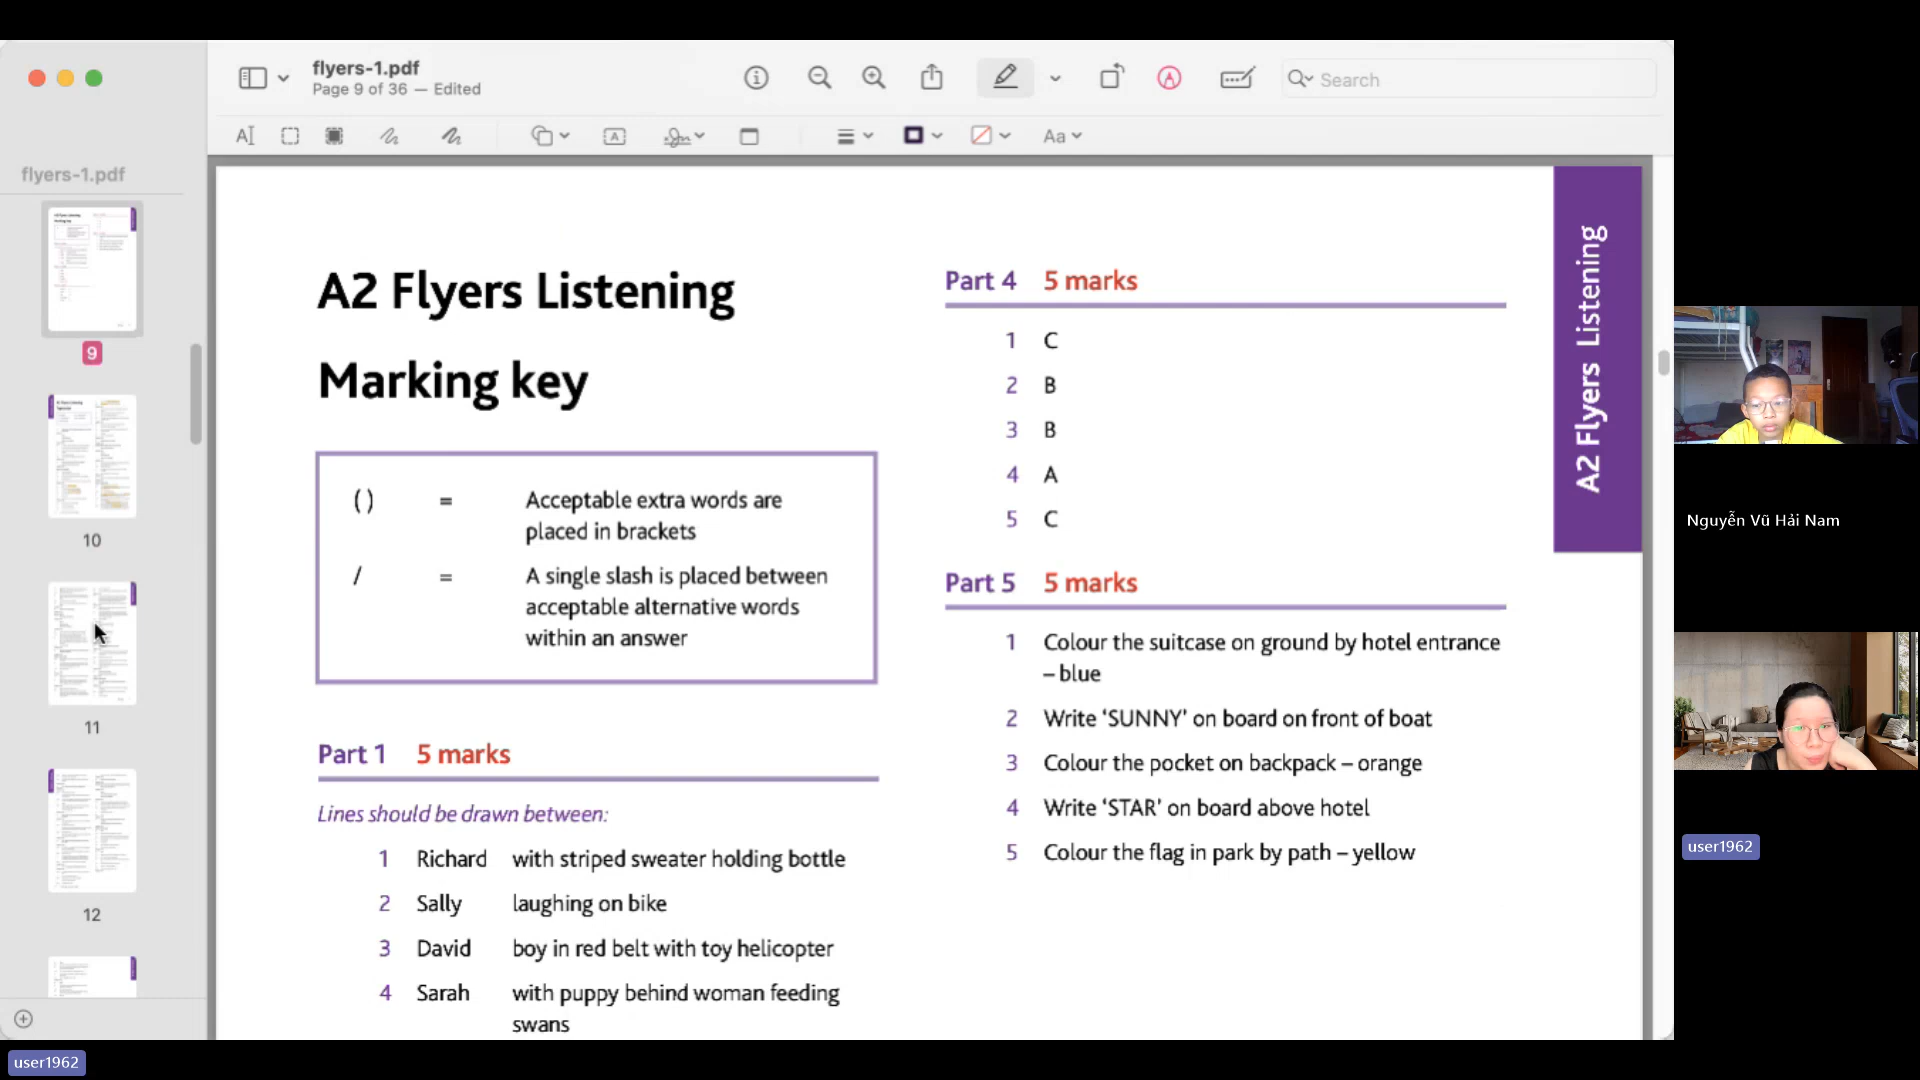 flyers-1.pdf
Page 9 of 36 — Edited
Search
flyers-1.pdf
9
10
11
12
A2 Flyers Listening
Marking key
( ) = Acceptable extra words are
placed in brackets
/ = A single slash is placed between
acceptable alternative words
within an answer
Part 1 5 marks
Lines should be drawn between:
1 Richard with striped sweater holding bottle
2 Sally laughing on bike
3 David boy in red belt with toy helicopter
4 Sarah with puppy behind woman feeding
swans
Part 4 5 marks
1 C
2 B
3 B
4 A
5 C
Part 5 5 marks
1 Colour the suitcase on ground by hotel entrance
– blue
2 Write ‘SUNNY’ on board on front of boat
3 Colour the pocket on backpack – orange
4 Write ‘STAR’ on board above hotel
5 Colour the flag in park by path – yellow
A2 Flyers Listening
Nguyễn Vũ Hải Nam
user1962
user1962